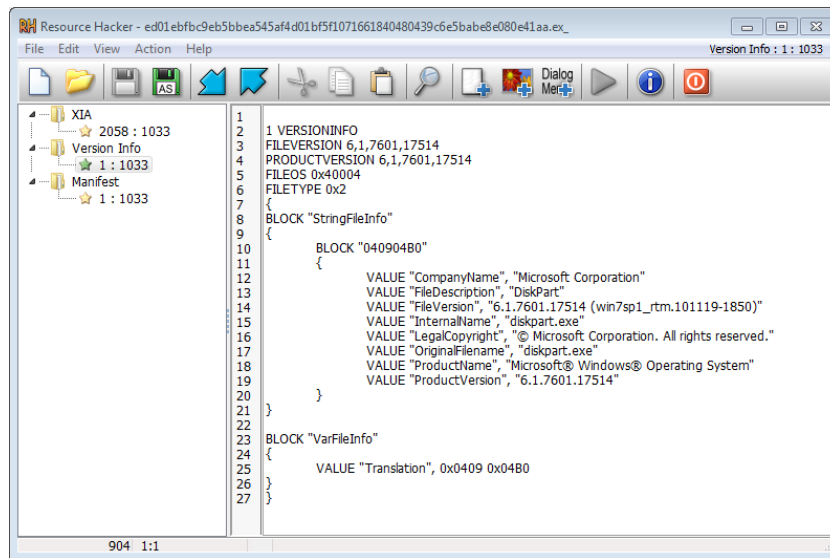 Resource Hacker - ed01ebfbc9eb5bbea545af4d01bf5f1071661840480439c6e5babe8e080e41aa.ex_
File Edit View Action Help
Version Info : 1 : 1033
AS
Dialog
Menu
XIA
2058 : 1033
Version Info
1 : 1033
Manifest
1 : 1033
1
2 1 VERSIONINFO
3 FILEVERSION 6,1,7601,17514
4 PRODUCTVERSION 6,1,7601,17514
5 FILEOS 0x40004
6 FILETYPE 0x2
7 {
8 BLOCK "StringFileInfo"
9 {
10 BLOCK "040904B0"
11 {
12 VALUE "CompanyName", "Microsoft Corporation"
13 VALUE "FileDescription", "DiskPart"
14 VALUE "FileVersion", "6.1.7601.17514 (win7sp1_rtm.101119-1850)"
15 VALUE "InternalName", "diskpart.exe"
16 VALUE "LegalCopyright", "© Microsoft Corporation. All rights reserved."
17 VALUE "OriginalFilename", "diskpart.exe"
18 VALUE "ProductName", "Microsoft® Windows® Operating System"
19 VALUE "ProductVersion", "6.1.7601.17514"
20 }
21 }
22
23 BLOCK "VarFileInfo"
24 {
25 VALUE "Translation", 0x0409 0x04B0
26 }
27 }
904 1:1